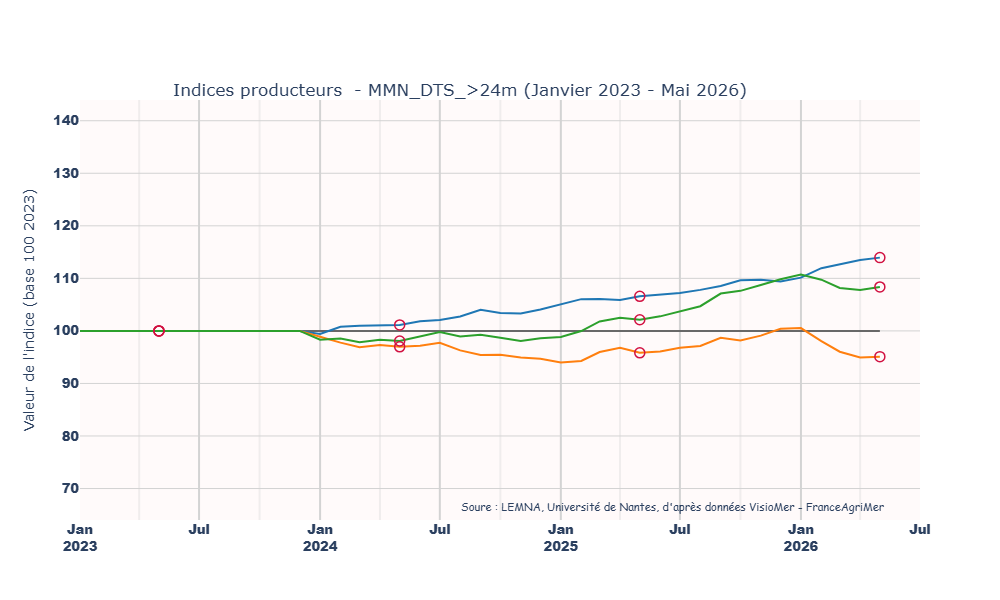 Indices producteurs - MMN_DTS_>24m (Janvier 2023 - Mai 2026)
Valeur de l'indice (base 100 2023)
140
130
120
110
100
90
80
70
Soure : LEMNA, Université de Nantes, d'après données VisioMer - FranceAgriMer
Jan Jul Jan Jul Jan Jul Jan Jul
2023 2024 2025 2026